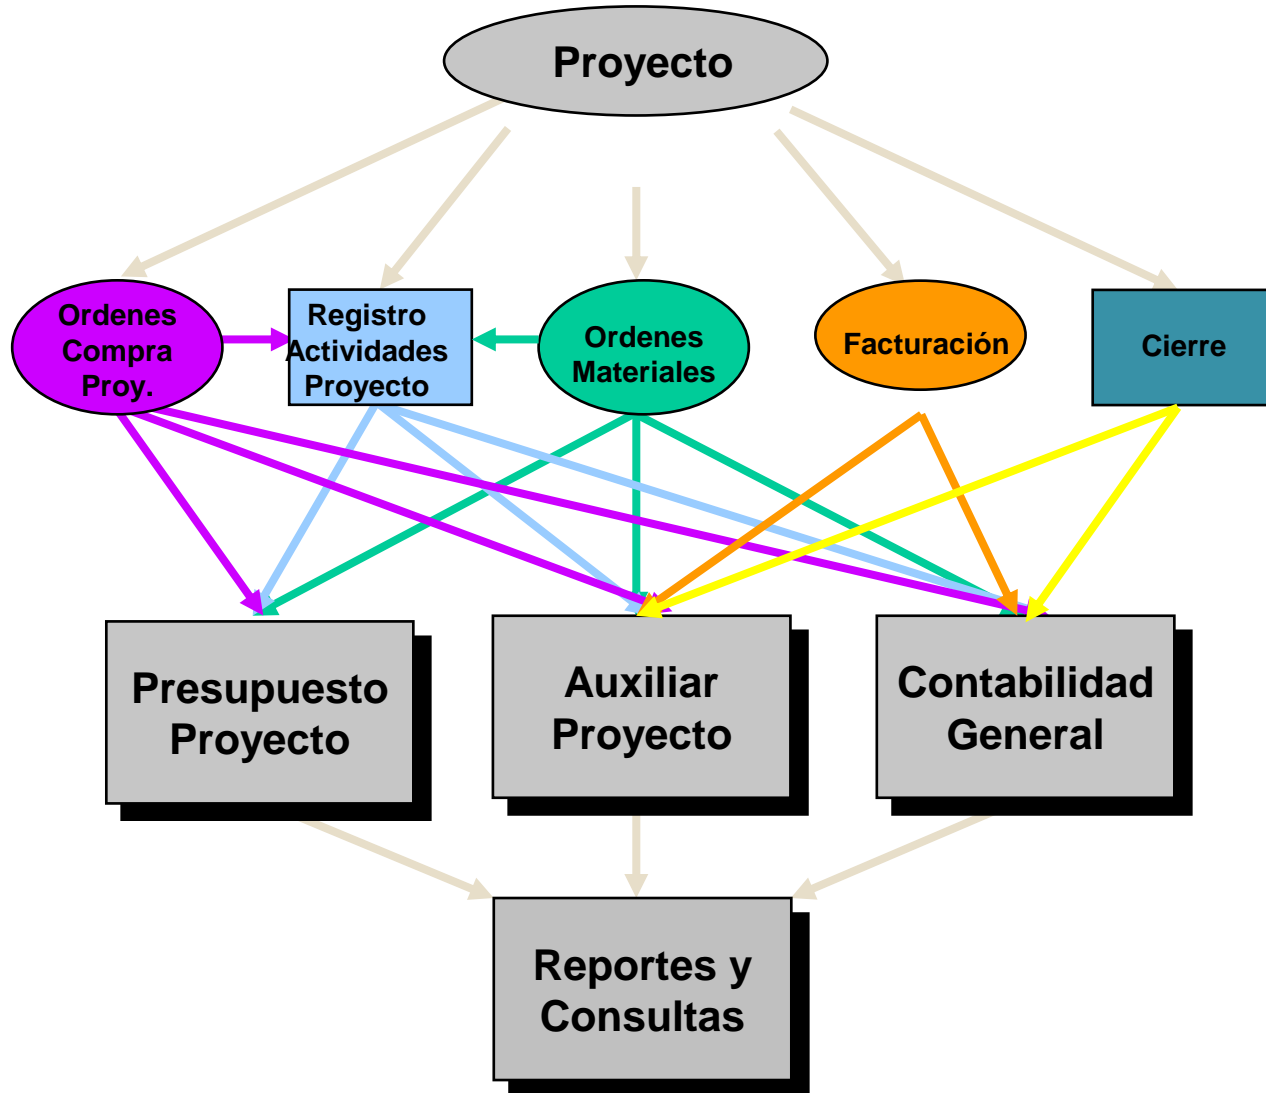 Proyecto
Ordenes
Compra
Proy.
Registro
Actividades
Proyecto
Ordenes
Materiales
Facturación
Cierre
Presupuesto
Proyecto
Auxiliar
Proyecto
Contabilidad
General
Reportes y
Consultas